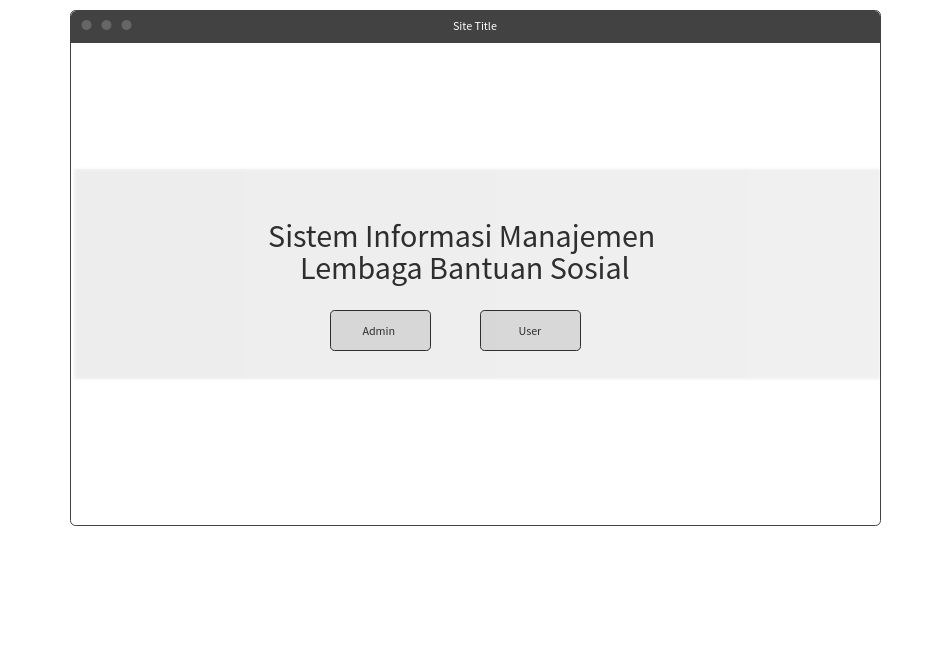 Site Title
Sistem Informasi Manajemen
Lembaga Bantuan Sosial
Admin
User